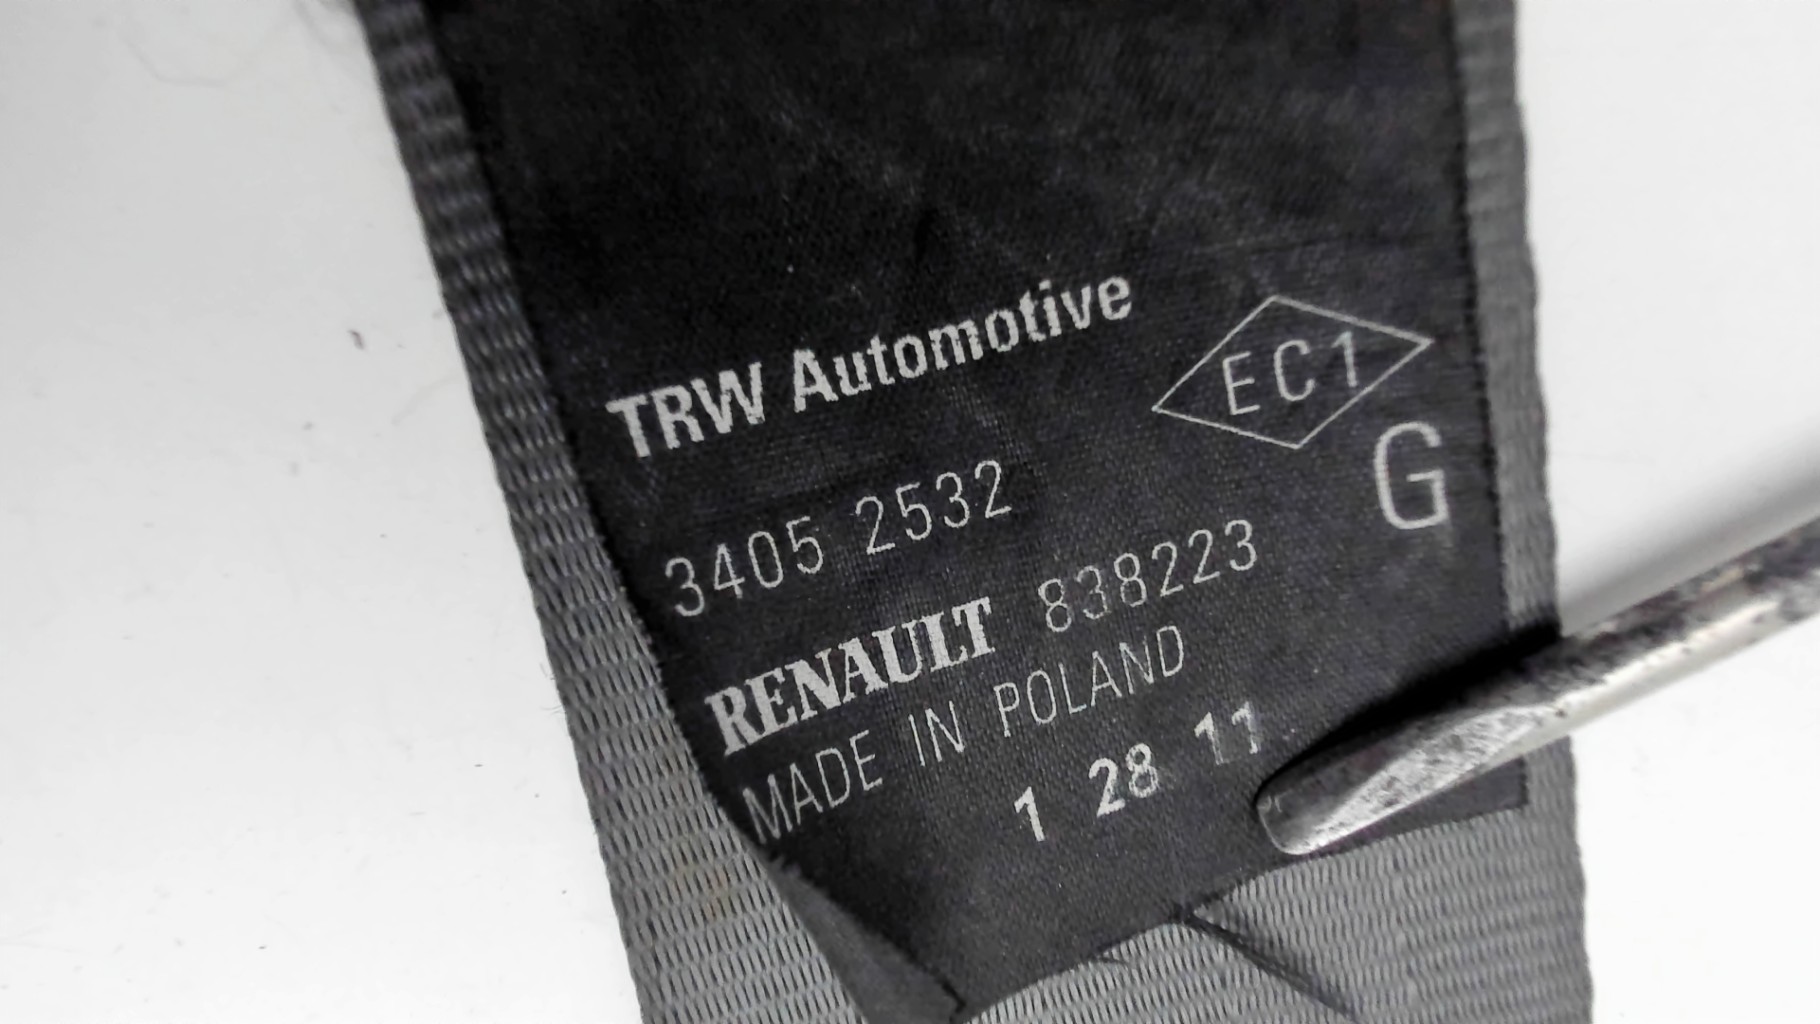 TRW Automotive
EC1
G
3405 2532
RENAULT 838223
MADE IN POLAND
1 28 11